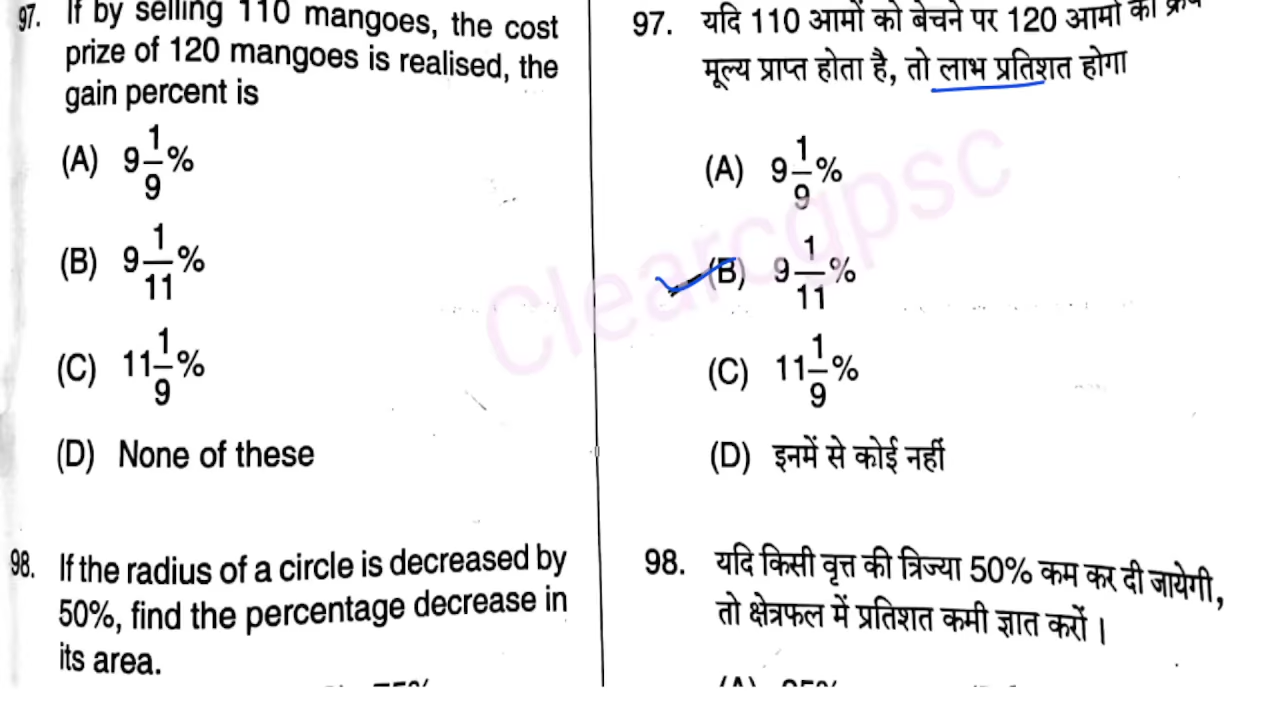 97. If by selling 110 mangoes, the cost
prize of 120 mangoes is realised, the
gain percent is
(A) 9 1/9 %
(B) 9 1/11 %
(C) 11 1/9 %
(D) None of these
98. If the radius of a circle is decreased by
50%, find the percentage decrease in
its area.
97. यदि 110 आमों को बेचने पर 120 आमों का क्रय
मूल्य प्राप्त होता है, तो लाभ प्रतिशत होगा
(A) 9 1/9 %
(B) 9 1/11 %
(C) 11 1/9 %
(D) इनमें से कोई नहीं
98. यदि किसी वृत्त की त्रिज्या 50% कम कर दी जायेगी,
तो क्षेत्रफल में प्रतिशत कमी ज्ञात करों ।
Clearcgpsc